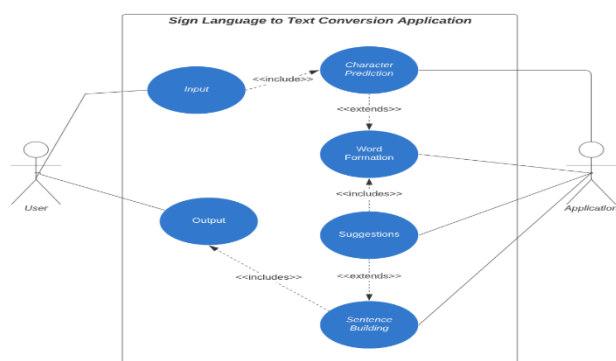 Sign Language to Text Conversion Application
Character
Prediction
<<include>>
Input
<<extends>>
Word
Formation
<<includes>>
User
Application
Output
Suggestions
<<includes>>
<<extends>>
Sentence
Building